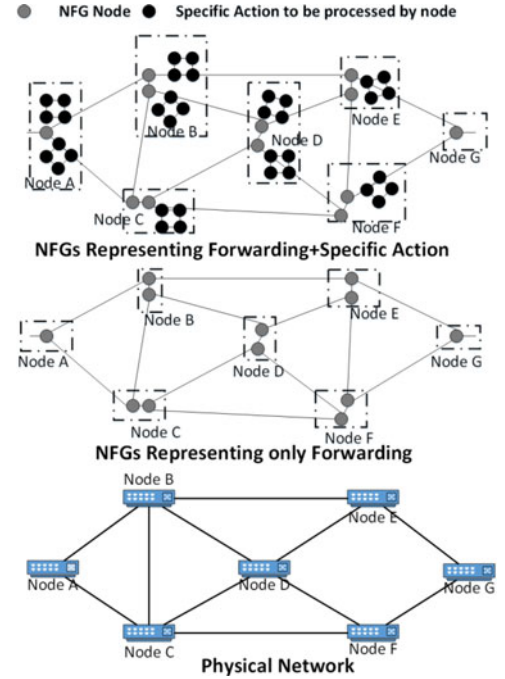 NFG Node Specific Action to be processed by node
Node B
Node E
Node D
Node G
Node A
Node C
Node F
NFGs Representing Forwarding+Specific Action
Node B
Node E
Node A
Node D
Node G
Node C
Node F
NFGs Representing only Forwarding
Node B
Node E
Node A
Node D
Node G
Node C
Node F
Physical Network